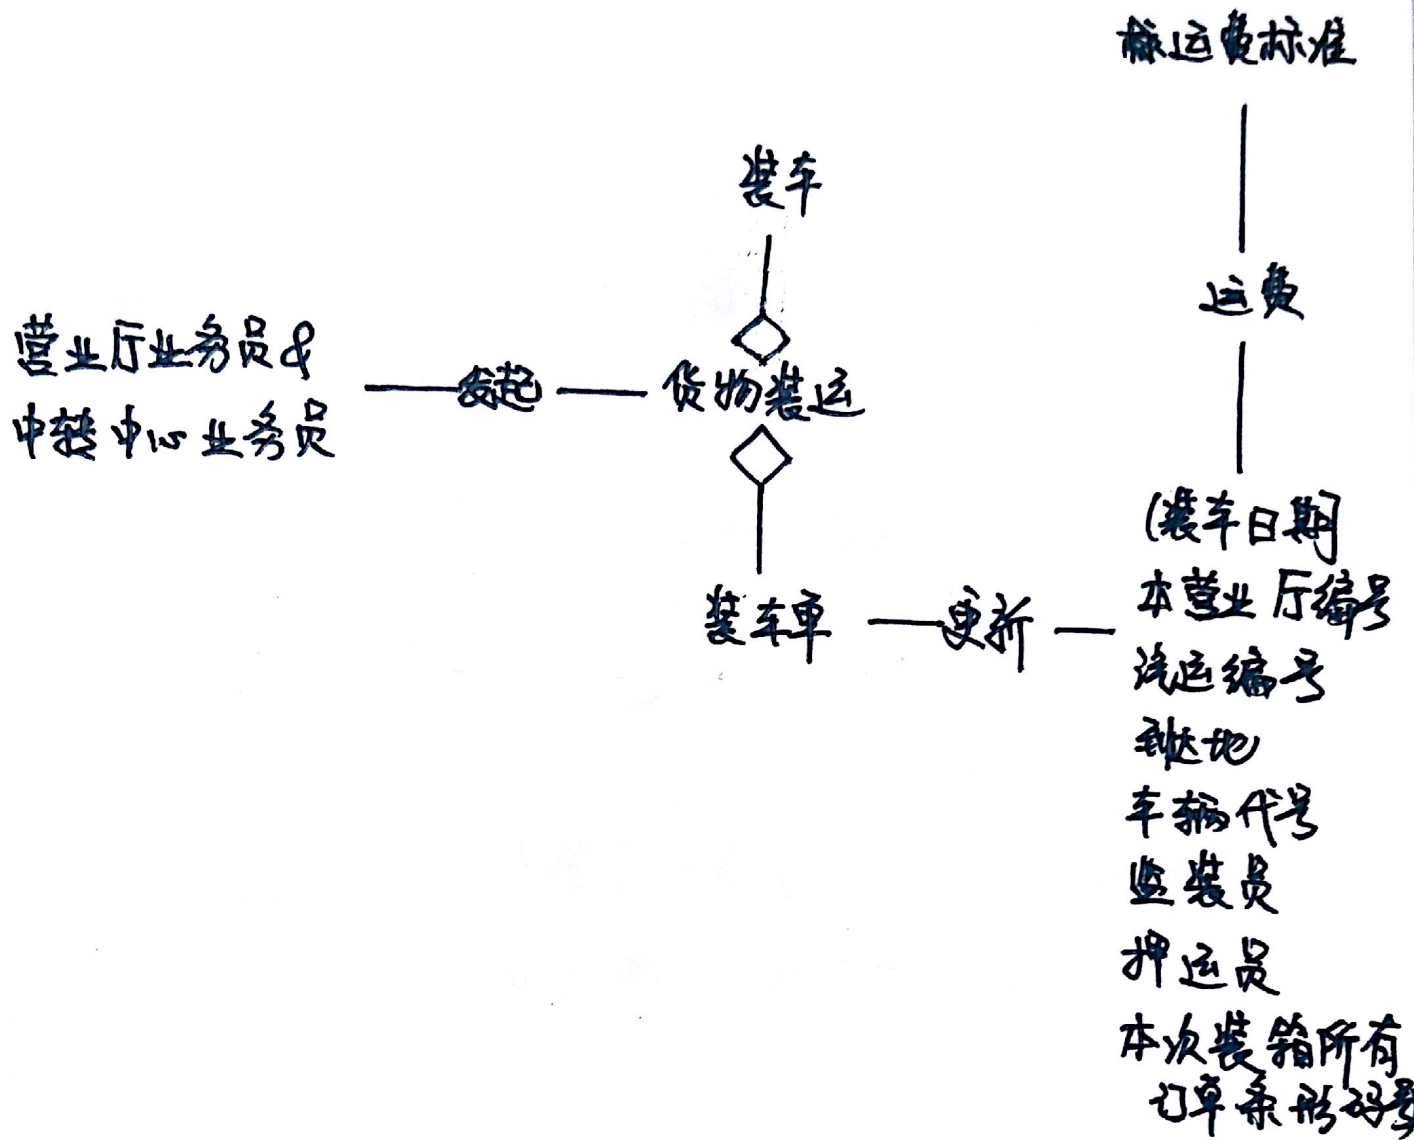 运费标准
装车
运费
营业厅业务员&
中转中心业务员
发起
货物装运
(装车日期
本营业厅编号
装车单
更新
汽运编号
到达地
车辆代号
监装员
押运员
本次装箱所有
订单条形码号